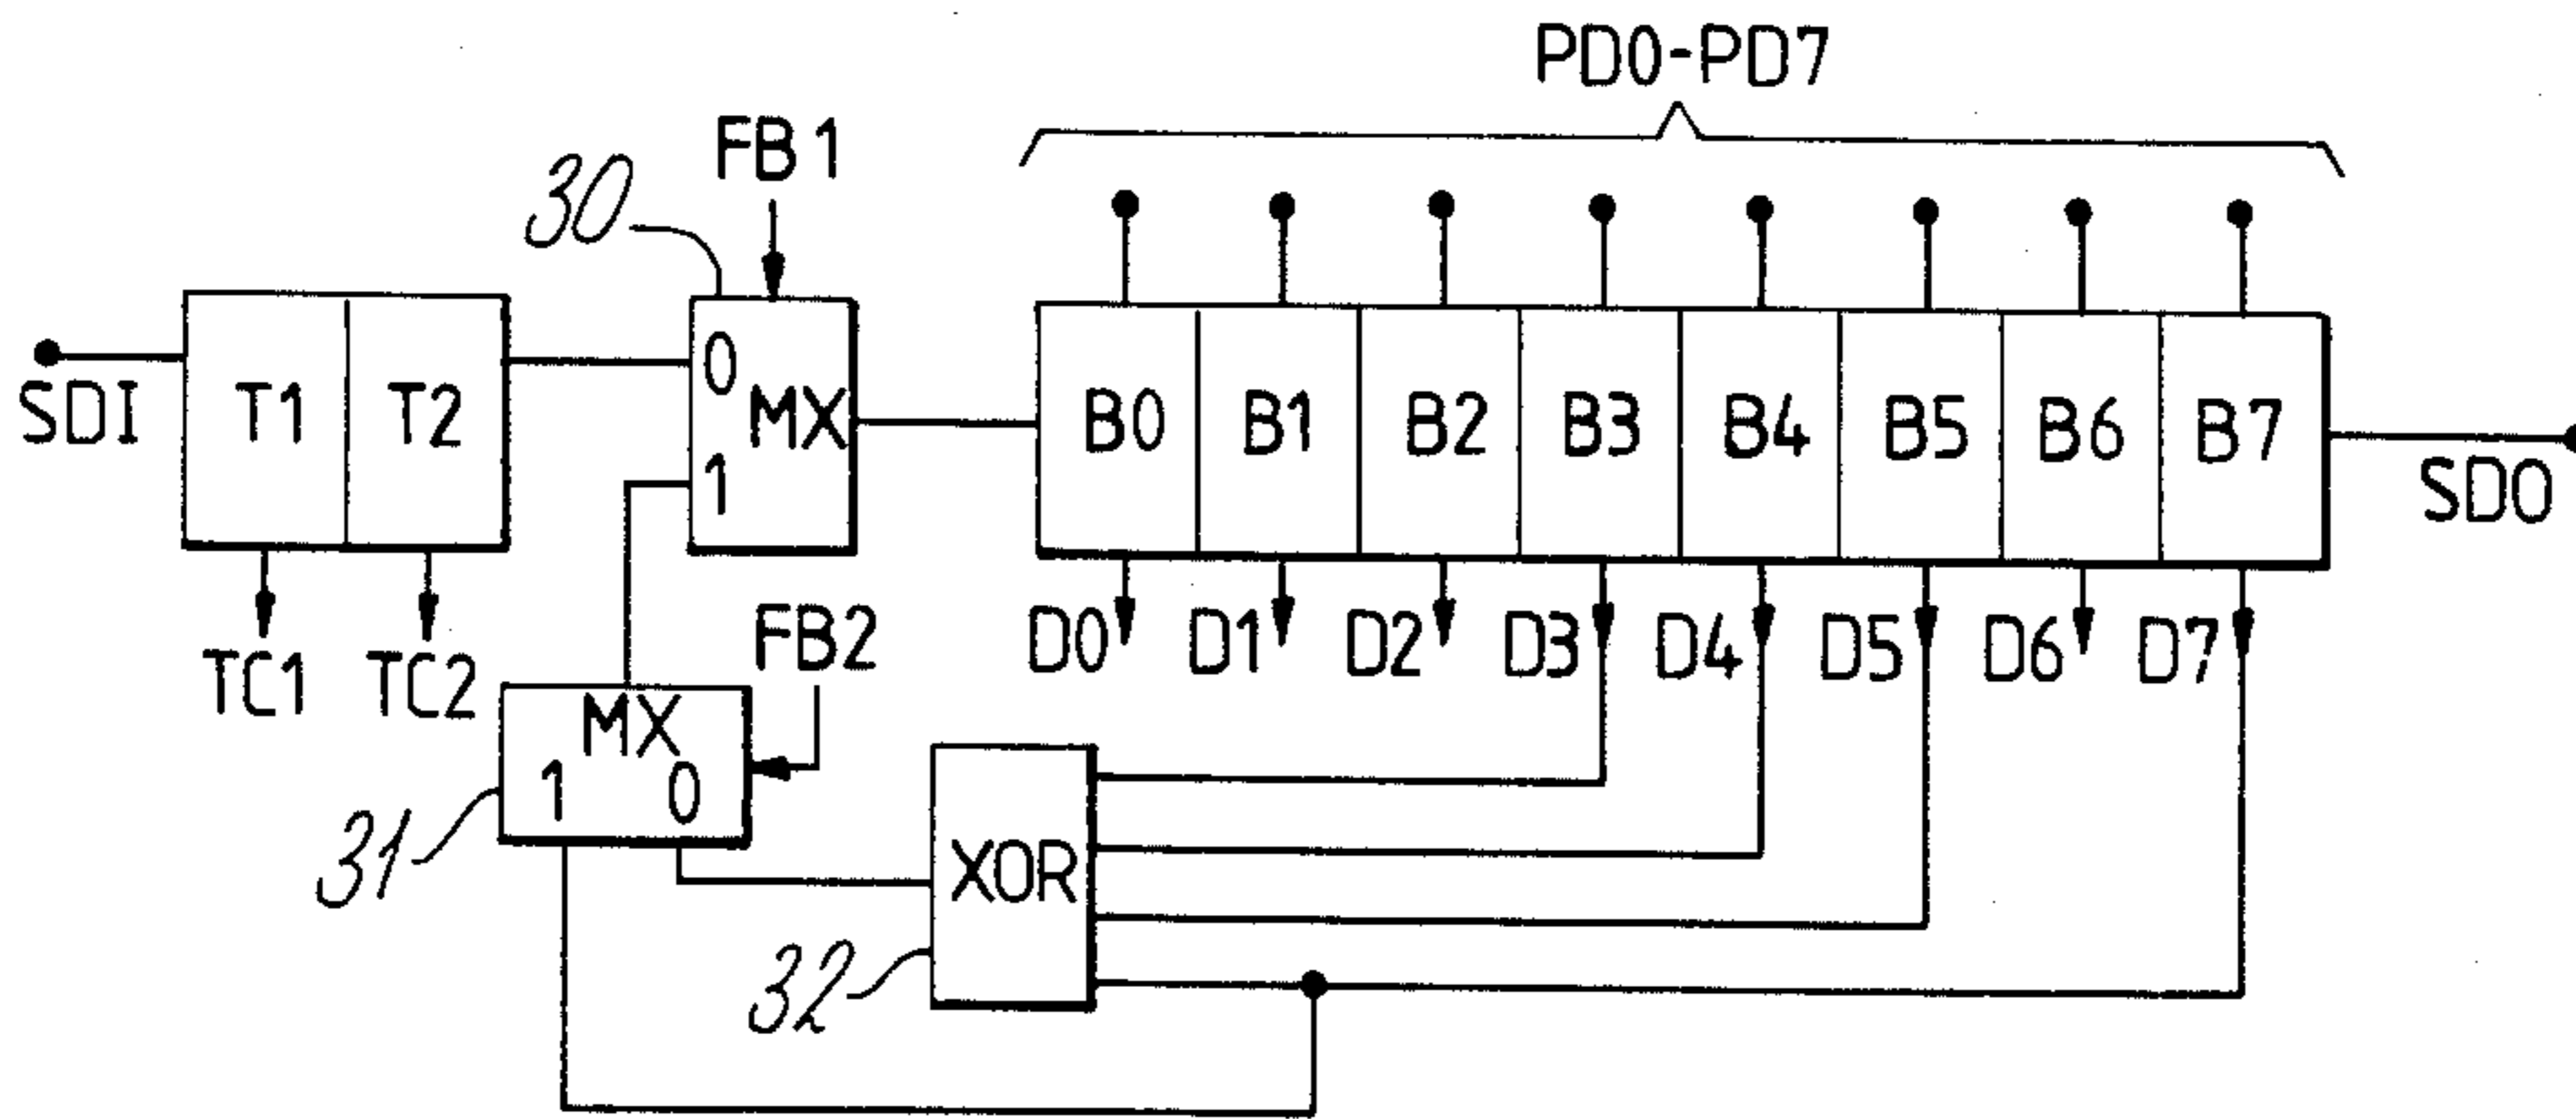 PD0-PD7
FB1
30
SDI
T1 T2
0
MX
1
B0 B1 B2 B3 B4 B5 B6 B7
SDO
TC1 TC2
FB2
D0 D1 D2 D3 D4 D5 D6 D7
MX
1 0
31
XOR
32